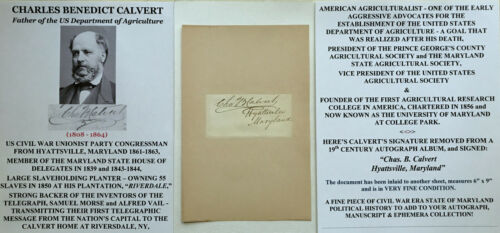 CHARLES BENEDICT CALVERT
Father of the US Department of Agriculture
Chas B Calvert
(1808 - 1864)
US CIVIL WAR UNIONIST PARTY CONGRESSMAN
FROM HYATTSVILLE, MARYLAND 1861-1863,
MEMBER OF THE MARYLAND STATE HOUSE OF
DELEGATES IN 1839 AND 1843-1844,
LARGE SLAVEHOLDING PLANTER – OWNING 55
SLAVES IN 1850 AT HIS PLANTATION, "RIVERDALE,"
STRONG BACKER OF THE INVENTORS OF THE
TELEGRAPH, SAMUEL MORSE and ALFRED VAIL -
TRANSMITTING THEIR FIRST TELEGRAPHIC
MESSAGE FROM THE NATION'S CAPITAL TO THE
CALVERT HOME AT RIVERSDALE, NY.
Chas B Calvert
Hyattsville
Maryland
AMERICAN AGRICULTURALIST - ONE OF THE EARLY
AGGRESSIVE ADVOCATES FOR THE
ESTABLISHMENT OF THE UNITED STATES
DEPARTMENT OF AGRICULTURE - A GOAL THAT
WAS REALIZED AFTER HIS DEATH,
PRESIDENT OF THE PRINCE GEORGE'S COUNTY
AGRICULTURAL SOCIETY and THE MARYLAND
STATE AGRICULTURAL SOCIETY,
VICE PRESIDENT OF THE UNITED STATES
AGRICULTURAL SOCIETY
&
FOUNDER OF THE FIRST AGRICULTURAL RESEARCH
COLLEGE IN AMERICA, CHARTERED IN 1856 and
NOW KNOWN AS THE UNIVERSITY OF MARYLAND
AT COLLEGE PARK.
<<>>
HERE'S CALVERT'S SIGNATURE REMOVED FROM A
19th CENTURY AUTOGRAPH ALBUM, and SIGNED:
"Chas. B. Calvert
Hyattsville, Maryland"
The document has been inlaid to another sheet, measures 6" x 9"
and is in VERY FINE CONDITION.
A FINE PIECE OF CIVIL WAR ERA STATE OF MARYLAND
POLITICAL HISTORY TO ADD TO YOUR AUTOGRAPH,
MANUSCRIPT & EPHEMERA COLLECTION!